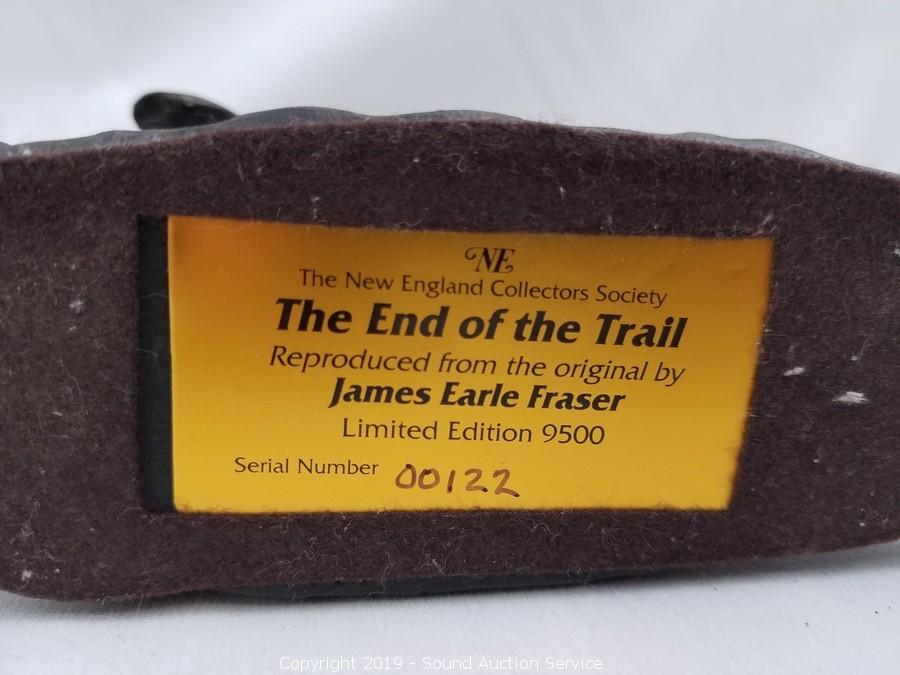 NE
The New England Collectors Society
The End of the Trail
Reproduced from the original by
James Earle Fraser
Limited Edition 9500
Serial Number 00122
Copyright 2019 - Sound Auction Service